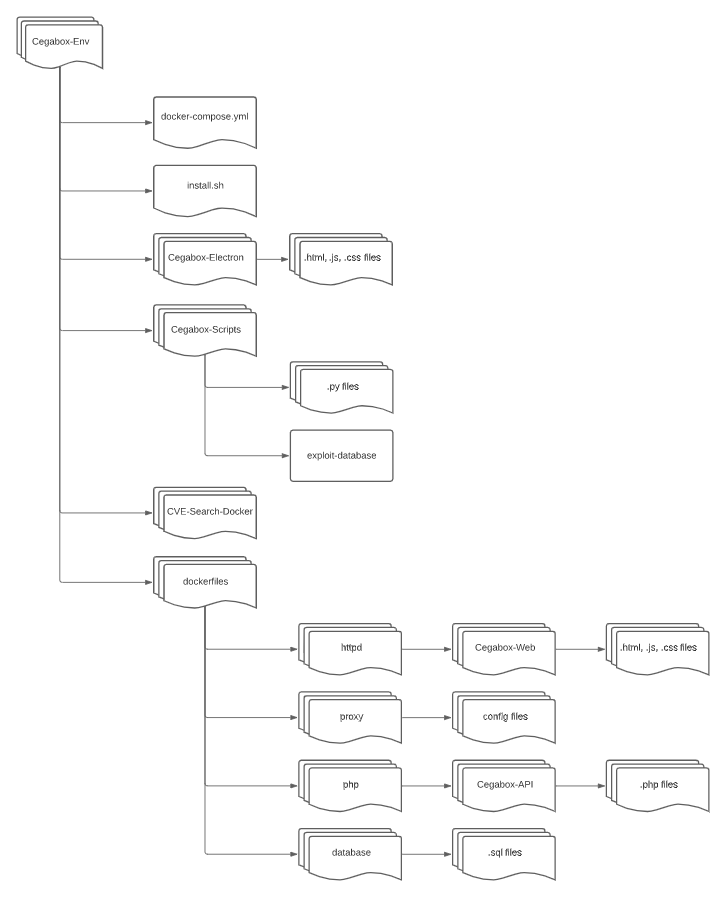 Cegabox-Env
docker-compose.yml
install.sh
Cegabox-Electron
.html, .js, .css files
Cegabox-Scripts
.py files
exploit-database
CVE-Search-Docker
dockerfiles
httpd
Cegabox-Web
.html, .js, .css files
proxy
config files
php
Cegabox-API
.php files
database
.sql files